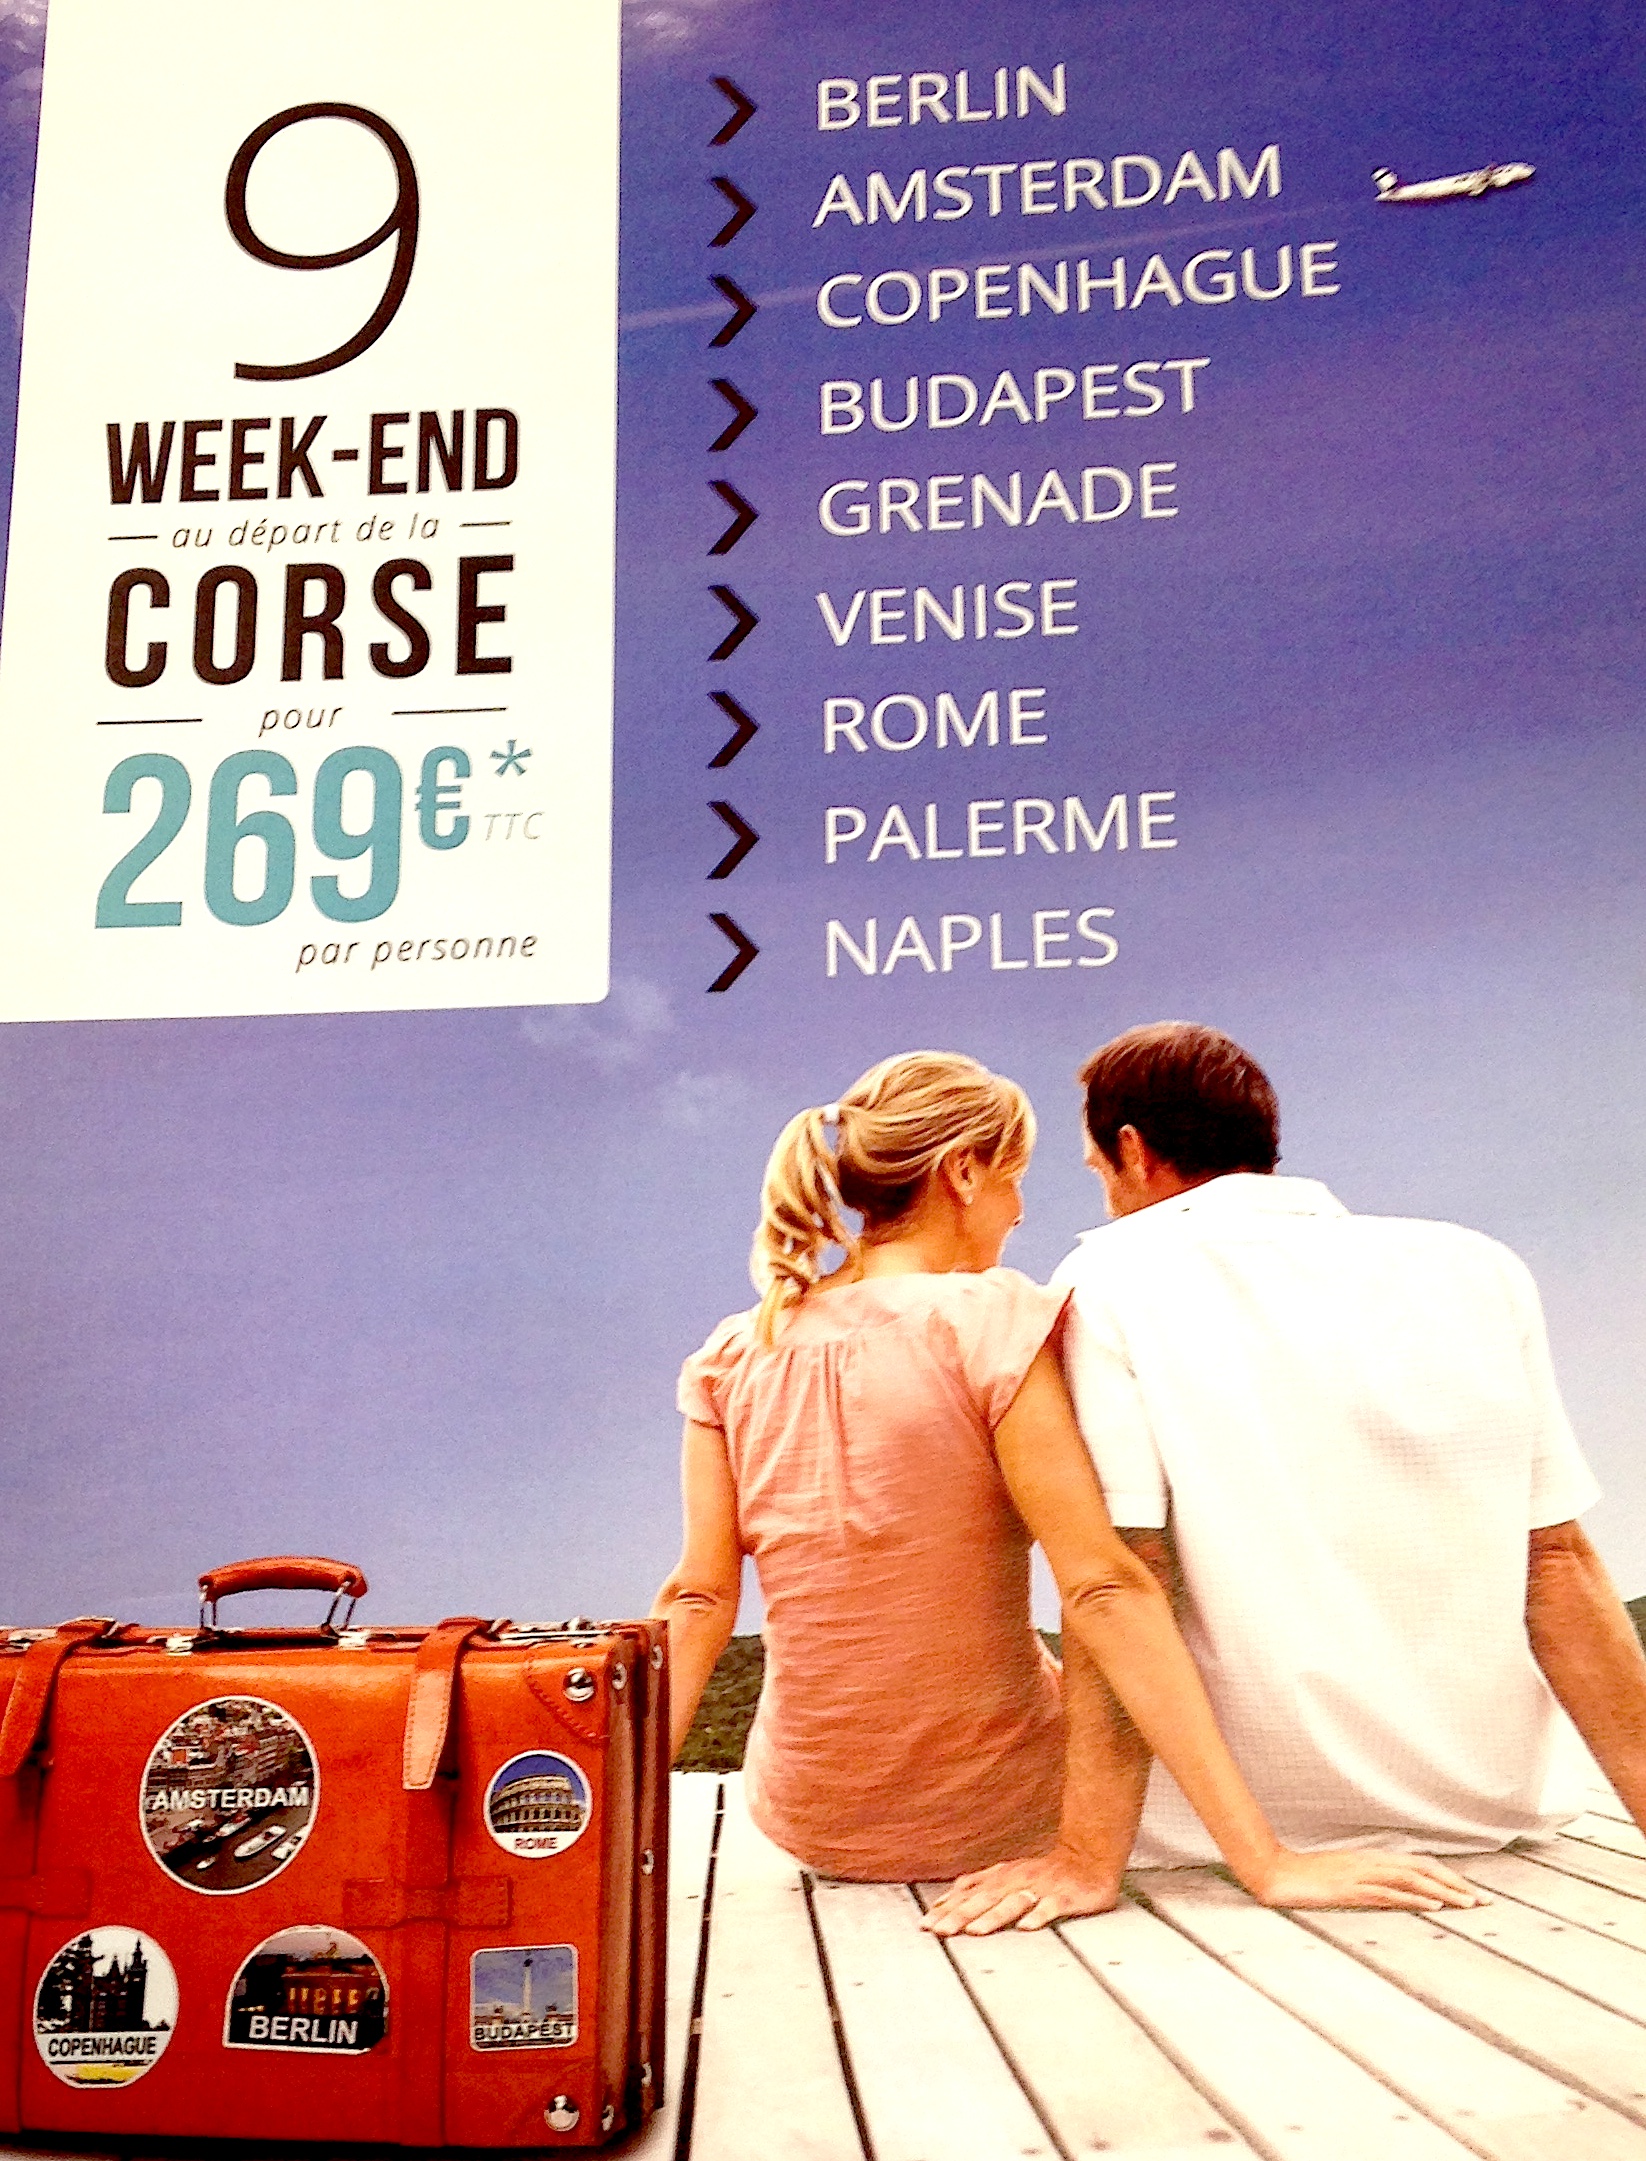 9
WEEK-END
au départ de la
CORSE
pour
269€*
TTC
par personne
BERLIN
AMSTERDAM
COPENHAGUE
BUDAPEST
GRENADE
VENISE
ROME
PALERME
NAPLES
AMSTERDAM
ROME
COPENHAGUE
BERLIN
BUDAPEST